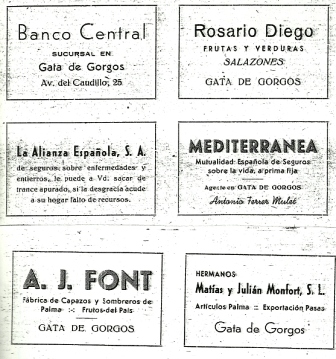 Banco Central
SUCURSAL EN
Gata de Gorgos
Av. del Caudillo, 25
Rosario Diego
FRUTAS Y VERDURAS
SALAZONES
GATA DE GORGOS
La Alianza Española, S. A.
de seguros sobre enfermedades y
entierros, le puede a Vd. sacar de
trance apurado, si la desgracia acude
a su hogar falto de recursos.
MEDITERRANEA
Mutualidad Española de Seguros
sobre la vida, a prima fija
Agente en GATA DE GORGOS
Antonio Ferrer Mulet
A. J. FONT
Fábrica de Capazos y Sombreros de
Palma :-: Frutos del País
GATA DE GORGOS
HERMANOS
Matías y Julián Monfort, S. L.
Artículos Palma :: Exportación Pasas
Gata de Gorgos